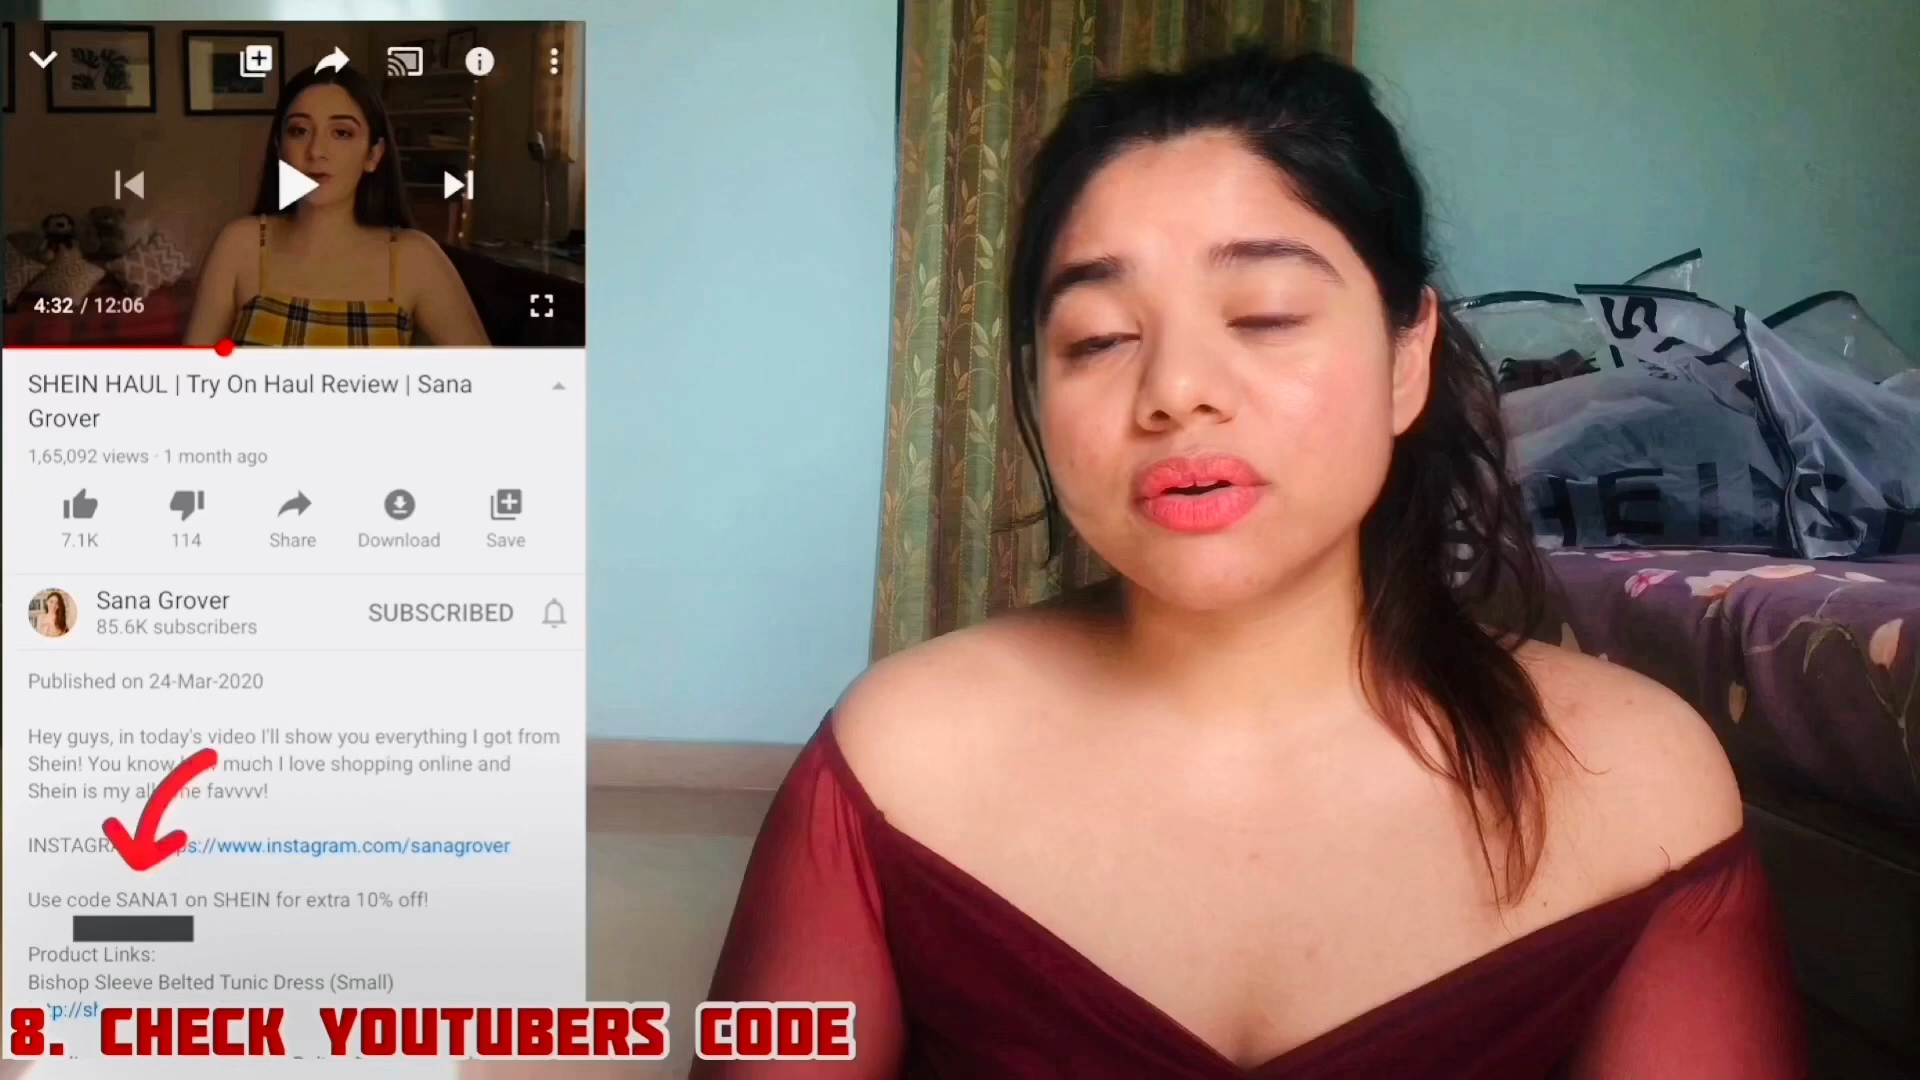 4:32 / 12:06
SHEIN HAUL | Try On Haul Review | Sana
Grover
1,65,092 views · 1 month ago
7.1K
114
Share
Download
Save
Sana Grover
85.6K subscribers
SUBSCRIBED
Published on 24-Mar-2020
Hey guys, in today's video I'll show you everything I got from
Shein! You know much I love shopping online and
Shein is my favvvv!
https://www.instagram.com/sanagrover
Use code SANA1 on SHEIN for extra 10% off!
Product Links:
Bishop Sleeve Belted Tunic Dress (Small)
8. CHECK YOUTUBERS CODE
SHEIN